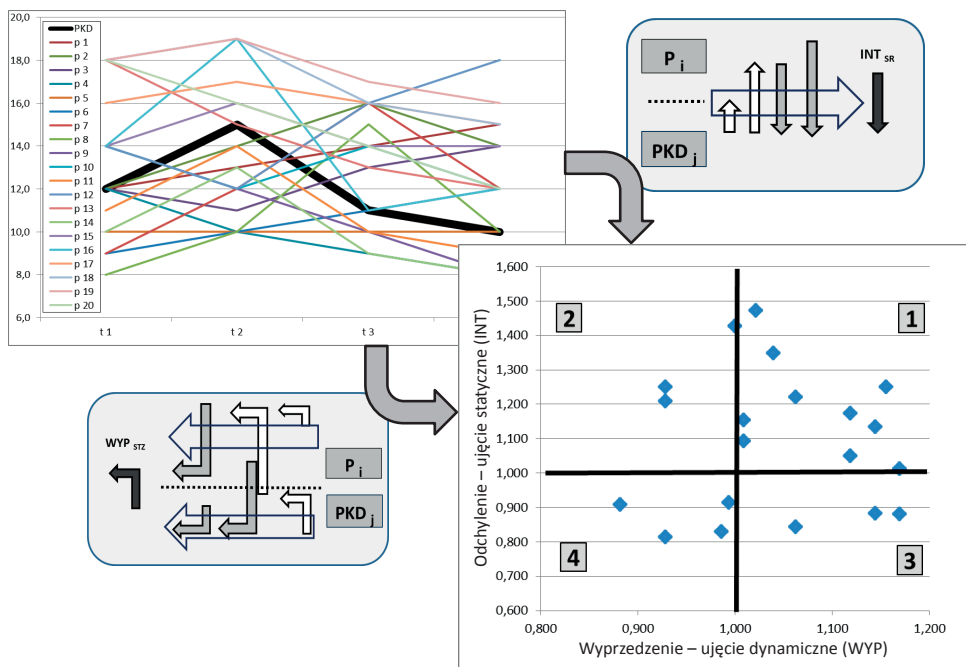 20,0
18,0
16,0
14,0
12,0
10,0
8,0
6,0
PKD
p 1
p 2
p 3
p 4
p 5
p 6
p 7
p 8
p 9
p 10
p 11
p 12
p 13
p 14
p 15
p 16
p 17
p 18
p 19
p 20
t 1
t 2
t 3
P i
PKD j
INT SR
WYP STZ
P i
PKD j
Odchylenie – ujęcie statyczne (INT)
1,600
1,500
1,400
1,300
1,200
1,100
1,000
0,900
0,800
0,700
0,600
2
1
4
3
0,800
0,900
1,000
1,100
1,200
Wyprzedzenie – ujęcie dynamiczne (WYP)